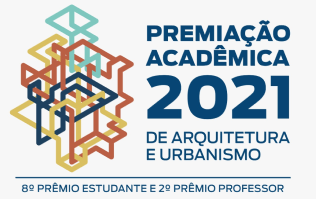 PREMIAÇÃO
ACADÊMICA
2021
DE ARQUITETURA
E URBANISMO
8º PRÊMIO ESTUDANTE E 2º PRÊMIO PROFESSOR